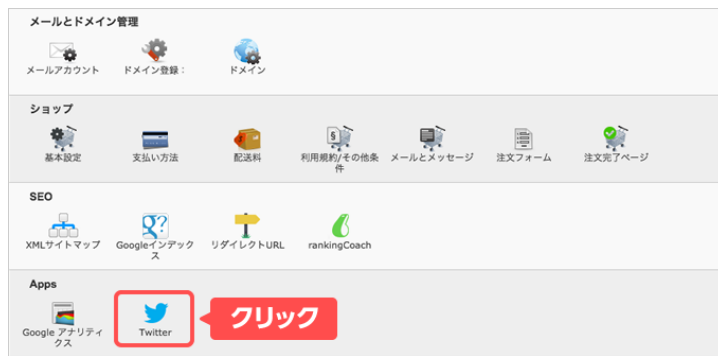 メールとドメイン管理
メールアカウント
ドメイン登録：
ドメイン
ショップ
基本設定
支払い方法
配送料
利用規約/その他条
件
メールとメッセージ
注文フォーム
注文完了ページ
SEO
XMLサイトマップ
Googleインデック
ス
リダイレクトURL
rankingCoach
Apps
Google アナリティ
クス
Twitter
クリック